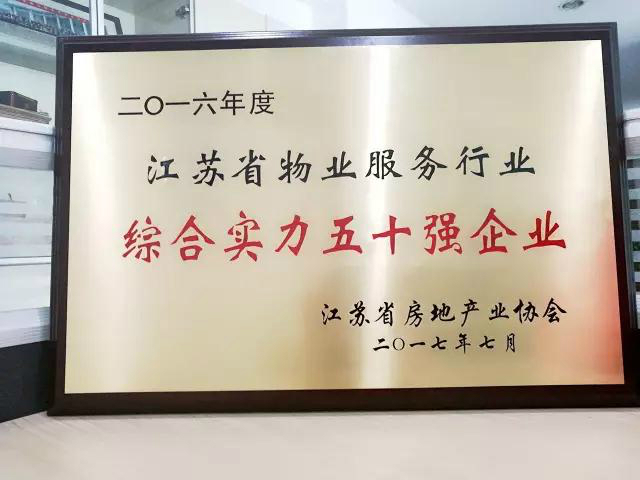 二〇一六年度
江苏省物业服务行业
综合实力五十强企业
江苏省房地产业协会
二〇一七年七月